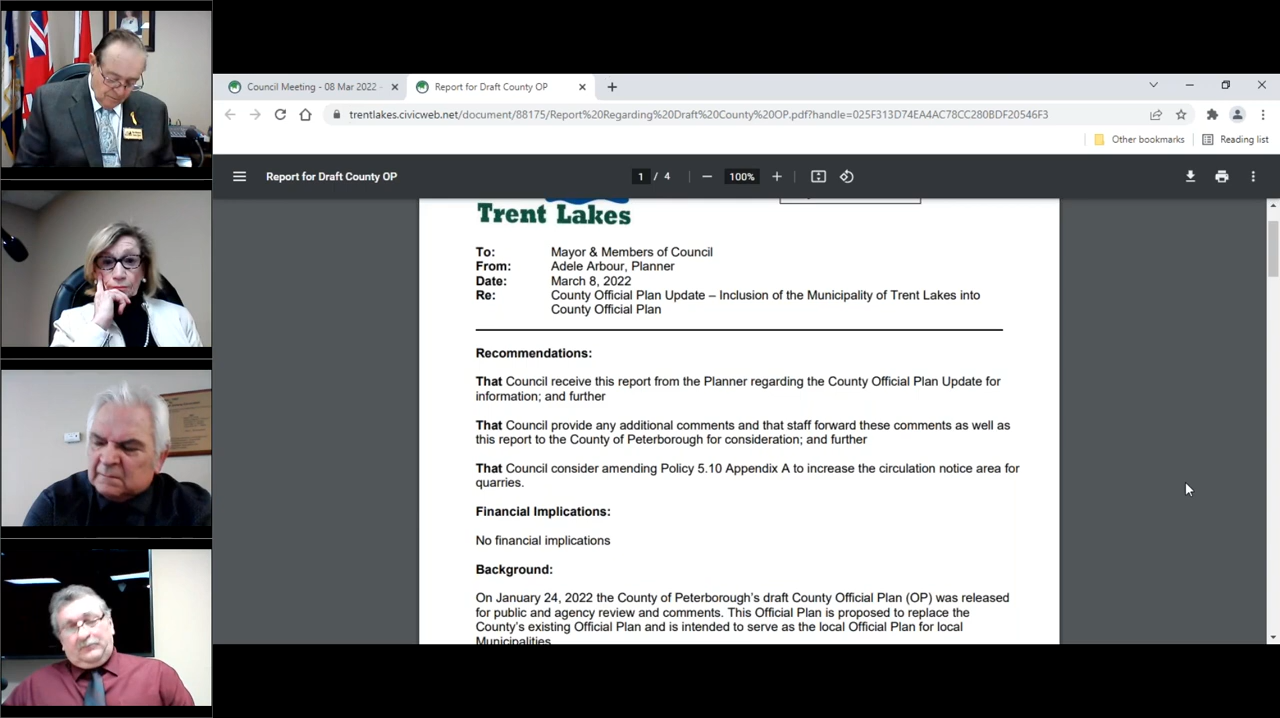 Council Meeting - 08 Mar 2022 -
Report for Draft County OP
trentlakes.civicweb.net/document/88175/Report%20Regarding%20Draft%20County%20OP.pdf?handle=025F313D74EA4AC78CC280BDF20546F3
Other bookmarks
Reading list
Report for Draft County OP
1 / 4
100%
Trent Lakes
To: Mayor & Members of Council
From: Adele Arbour, Planner
Date: March 8, 2022
Re: County Official Plan Update – Inclusion of the Municipality of Trent Lakes into
County Official Plan
Recommendations:
That Council receive this report from the Planner regarding the County Official Plan Update for
information; and further
That Council provide any additional comments and that staff forward these comments as well as
this report to the County of Peterborough for consideration; and further
That Council consider amending Policy 5.10 Appendix A to increase the circulation notice area for
quarries.
Financial Implications:
No financial implications
Background:
On January 24, 2022 the County of Peterborough's draft County Official Plan (OP) was released
for public and agency review and comments. This Official Plan is proposed to replace the
County's existing Official Plan and is intended to serve as the local Official Plan for local
Municipalities.